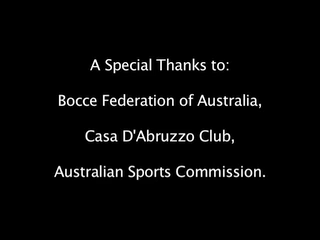 A Special Thanks to:
Bocce Federation of Australia,
Casa D'Abruzzo Club,
Australian Sports Commission.